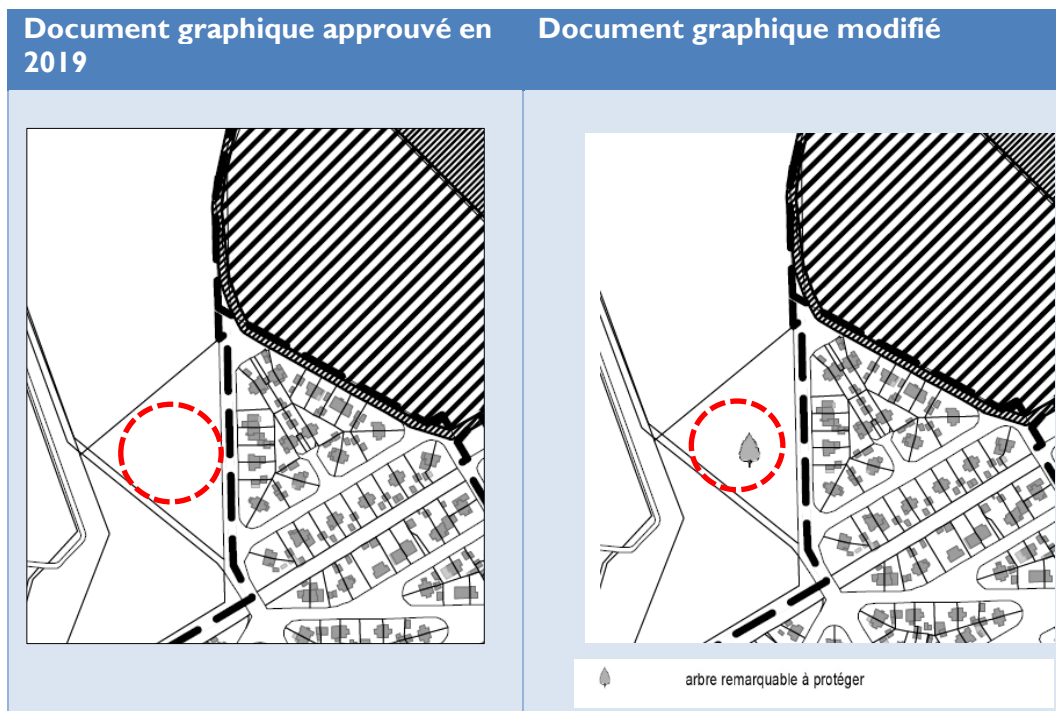 Document graphique approuvé en
2019
Document graphique modifié
arbre remarquable à protéger